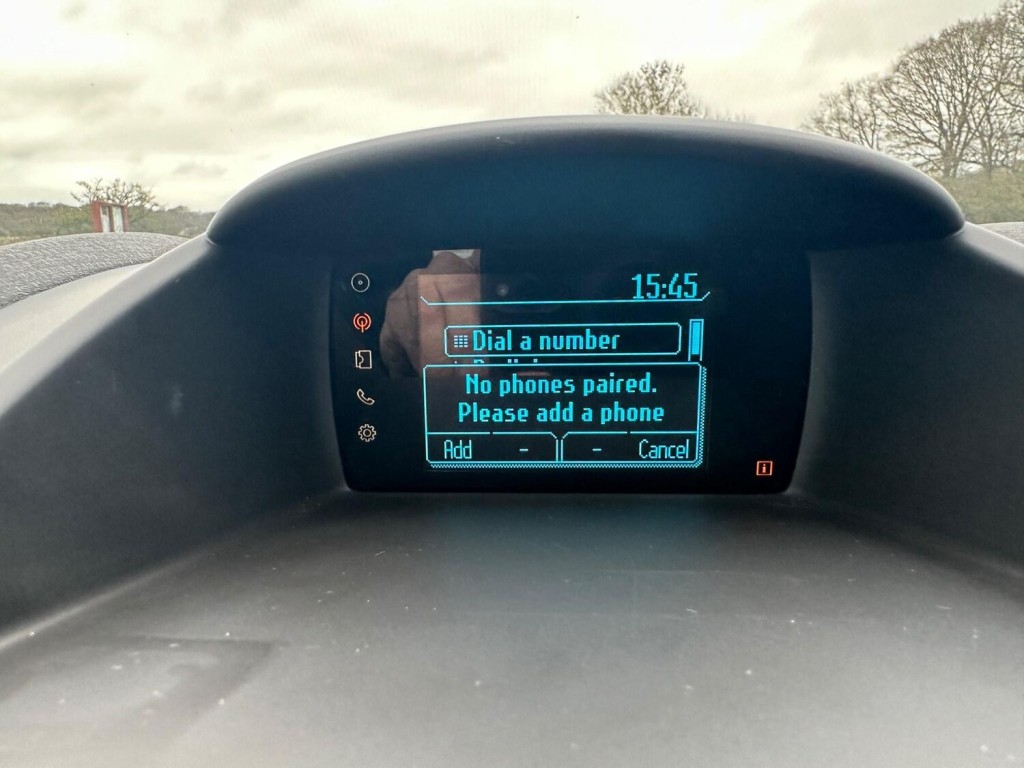 15:45
Dial a number
No phones paired.
Please add a phone
Add - - Cancel
i